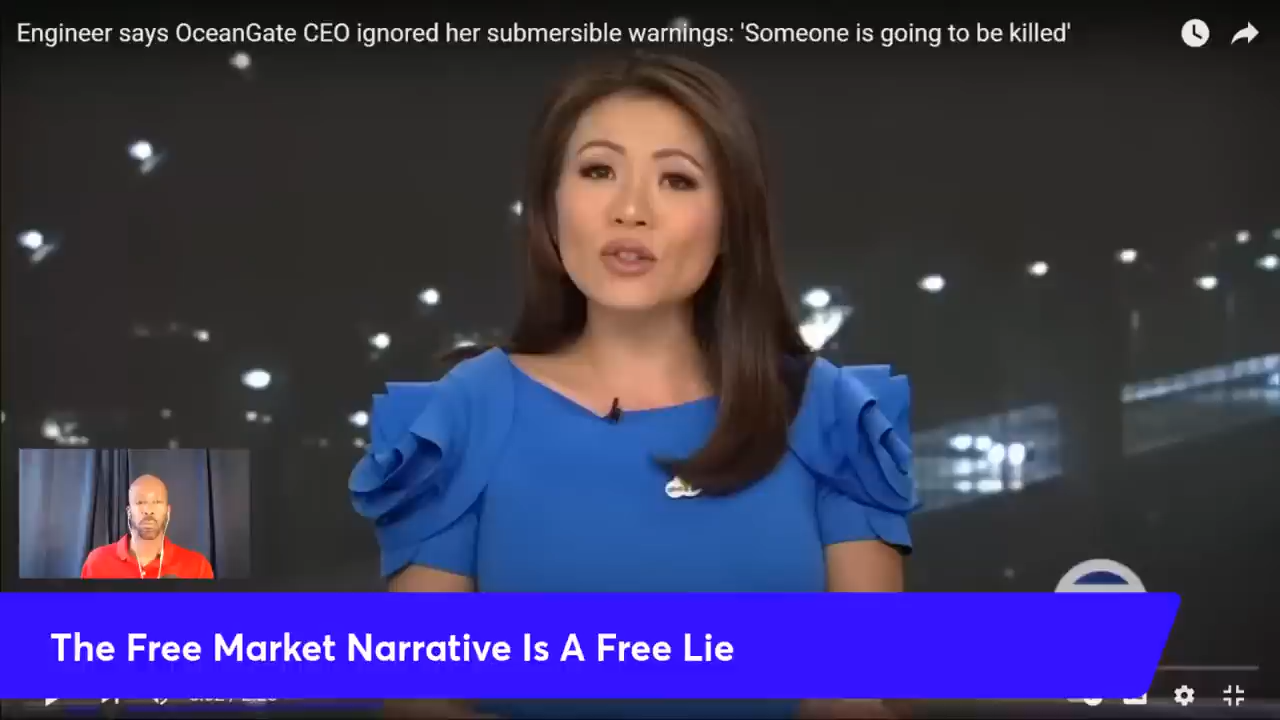 Engineer says OceanGate CEO ignored her submersible warnings: 'Someone is going to be killed'
The Free Market Narrative Is A Free Lie